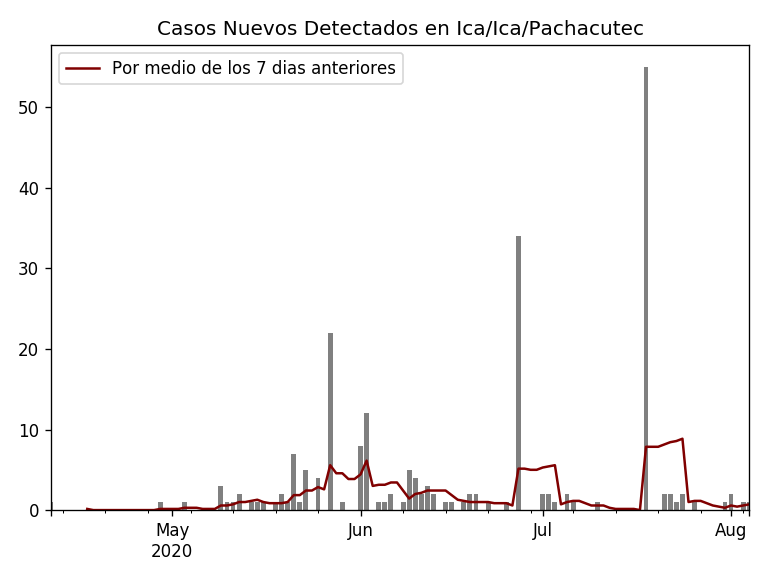 Casos Nuevos Detectados en Ica/Ica/Pachacutec
Por medio de los 7 dias anteriores
50
40
30
20
10
0
May Jun Jul Aug
2020